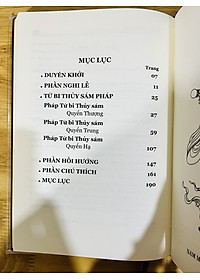 MỤC LỤC
Trang
. DUYÊN KHỞI 07
. PHẦN NGHI LỄ 11
. TỪ BI THỦY SÁM PHÁP 25
Pháp Từ bi Thủy sám 27
Quyển Thượng
Pháp Từ bi Thủy sám 59
Quyển Trung
Pháp Từ bi Thủy sám
Quyển Hạ 107
. PHẦN HỒI HƯỚNG 147
. PHẦN CHÚ THÍCH 161
. MỤC LỤC 190
NAM M